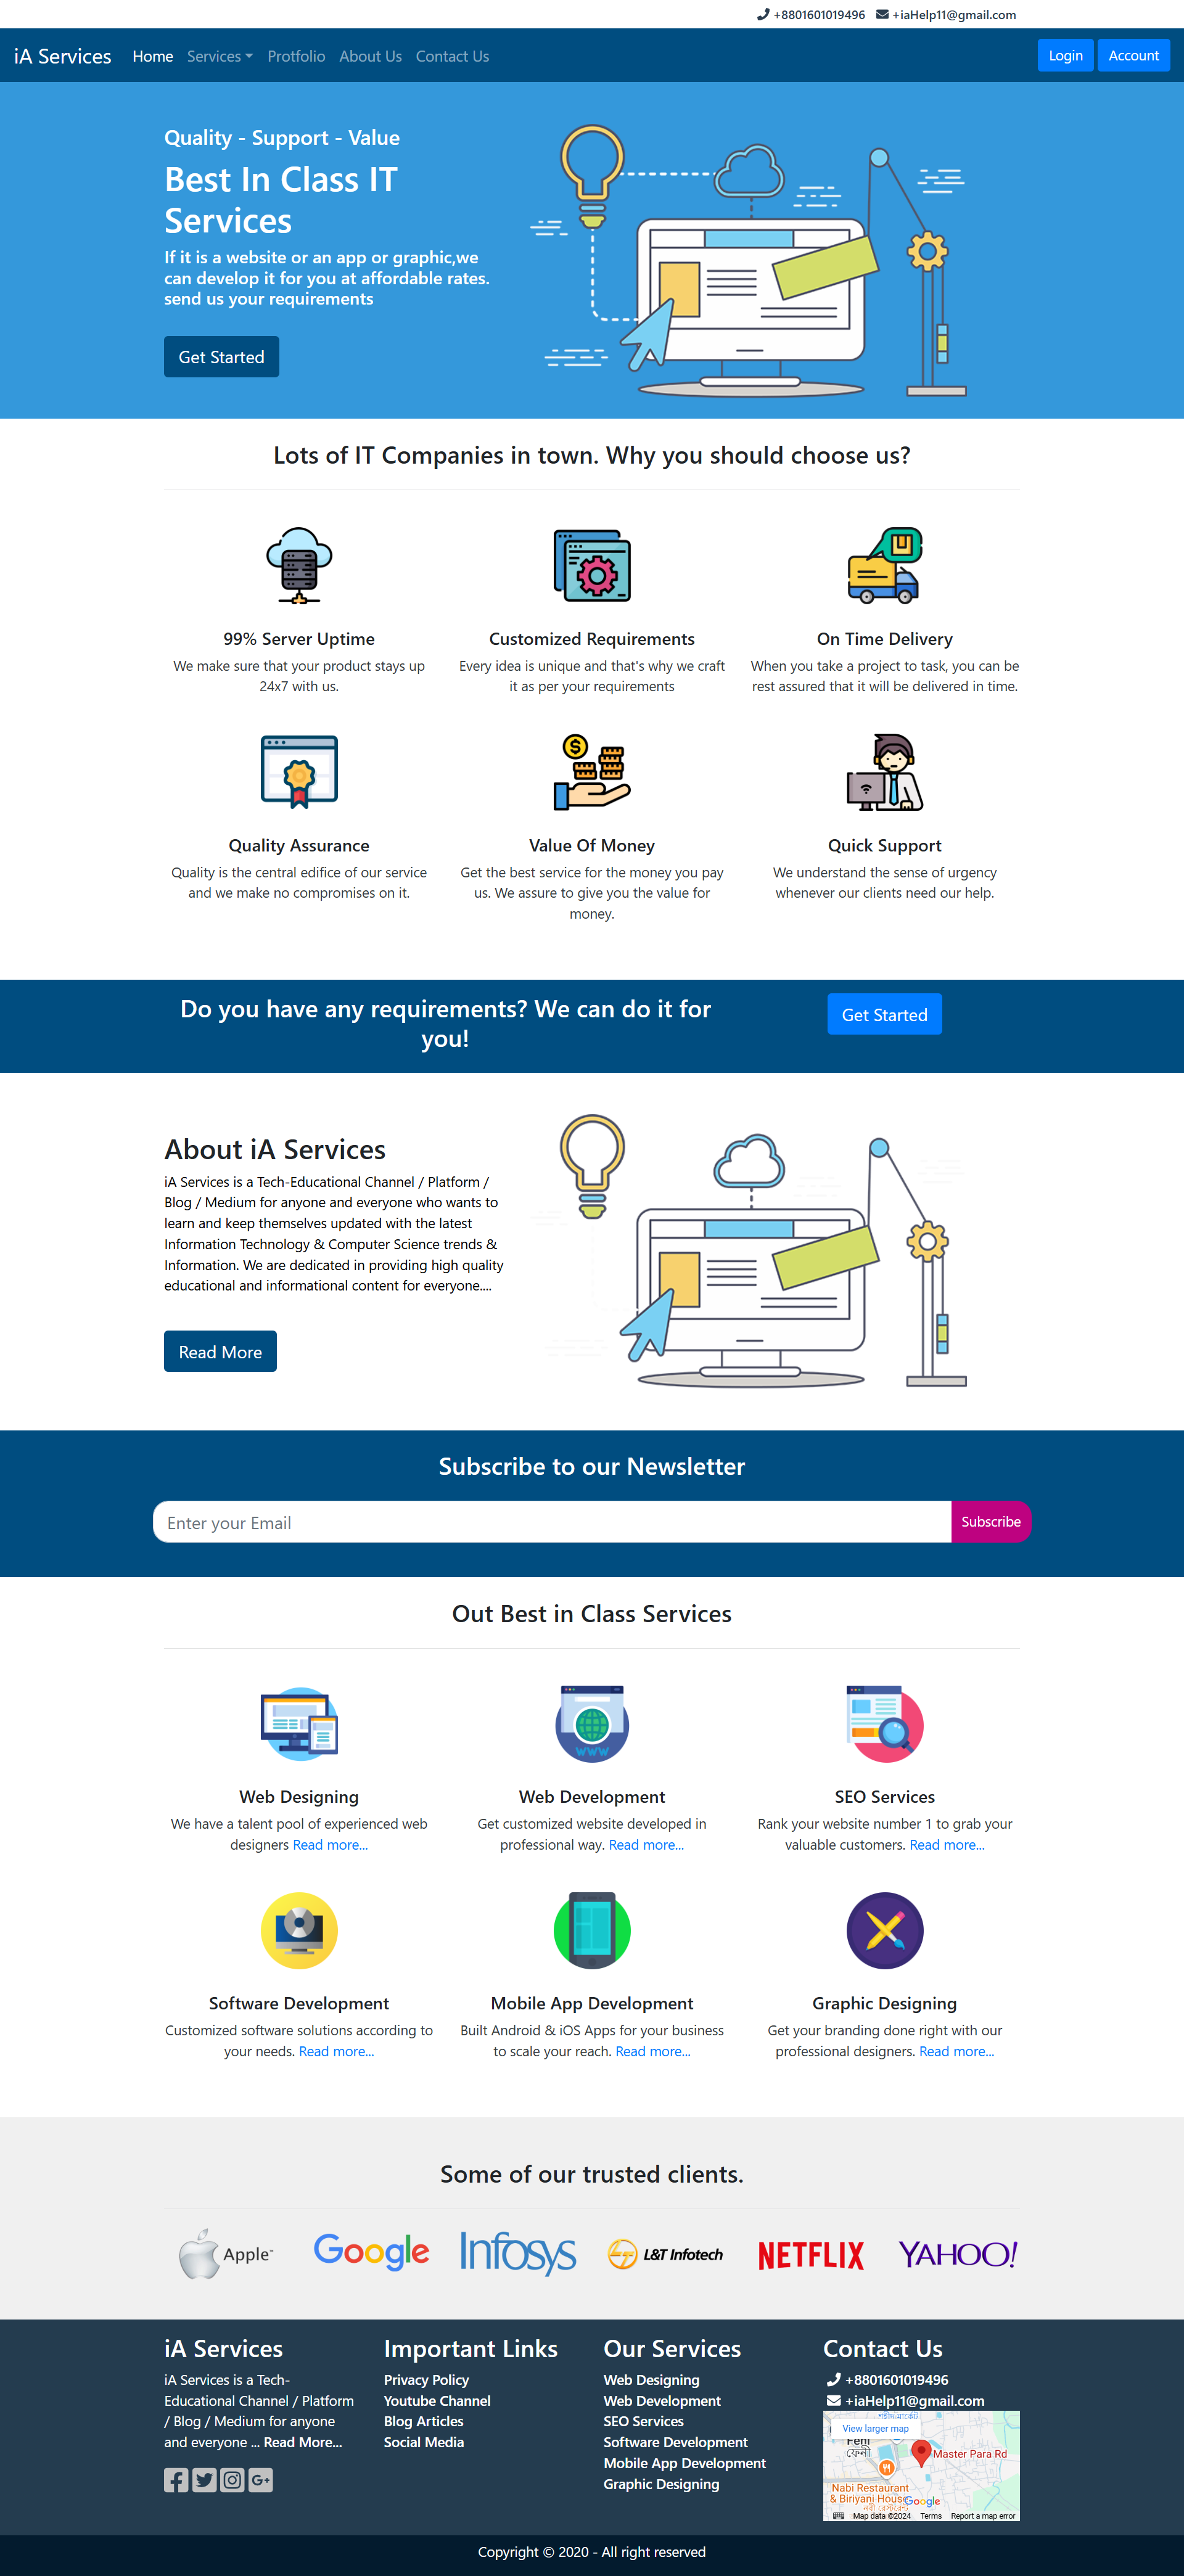 +8801601019496 +iaHelp11@gmail.com
iA Services Home Services Protfolio About Us Contact Us Login Account
Quality - Support - Value
Best In Class IT
Services
If it is a website or an app or graphic,we
can develop it for you at affordable rates.
send us your requirements
Get Started
Lots of IT Companies in town. Why you should choose us?
99% Server Uptime
We make sure that your product stays up
24x7 with us.
Customized Requirements
Every idea is unique and that's why we craft
it as per your requirements
On Time Delivery
When you take a project to task, you can be
rest assured that it will be delivered in time.
Quality Assurance
Quality is the central edifice of our service
and we make no compromises on it.
Value Of Money
Get the best service for the money you pay
us. We assure to give you the value for
money.
Quick Support
We understand the sense of urgency
whenever our clients need our help.
Do you have any requirements? We can do it for
you!
Get Started
About iA Services
iA Services is a Tech-Educational Channel / Platform /
Blog / Medium for anyone and everyone who wants to
learn and keep themselves updated with the latest
Information Technology & Computer Science trends &
Information. We are dedicated in providing high quality
educational and informational content for everyone....
Read More
Subscribe to our Newsletter
Enter your Email
Subscribe
Out Best in Class Services
WWW
Web Designing
We have a talent pool of experienced web
designers Read more...
Web Development
Get customized website developed in
professional way. Read more...
SEO Services
Rank your website number 1 to grab your
valuable customers. Read more...
Software Development
Customized software solutions according to
your needs. Read more...
Mobile App Development
Built Android & iOS Apps for your business
to scale your reach. Read more...
Graphic Designing
Get your branding done right with our
professional designers. Read more...
Some of our trusted clients.
Apple™
Google
Infosys
L&T Infotech
NETFLIX
YAHOO!
iA Services
iA Services is a Tech-
Educational Channel / Platform
/ Blog / Medium for anyone
and everyone ... Read More...
Important Links
Privacy Policy
Youtube Channel
Blog Articles
Social Media
Our Services
Web Designing
Web Development
SEO Services
Software Development
Mobile App Development
Graphic Designing
Contact Us
+8801601019496
+iaHelp11@gmail.com
View larger map
Feni
ফেনী
Master Para Rd
Nabi Restaurant
& Biriyani House
Google
Map data ©2024 Terms Report a map error
Copyright © 2020 - All right reserved